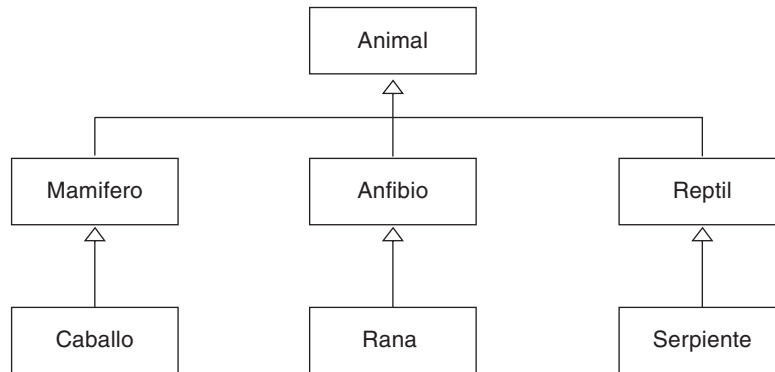 Animal
Mamifero
Anfibio
Reptil
Caballo
Rana
Serpiente